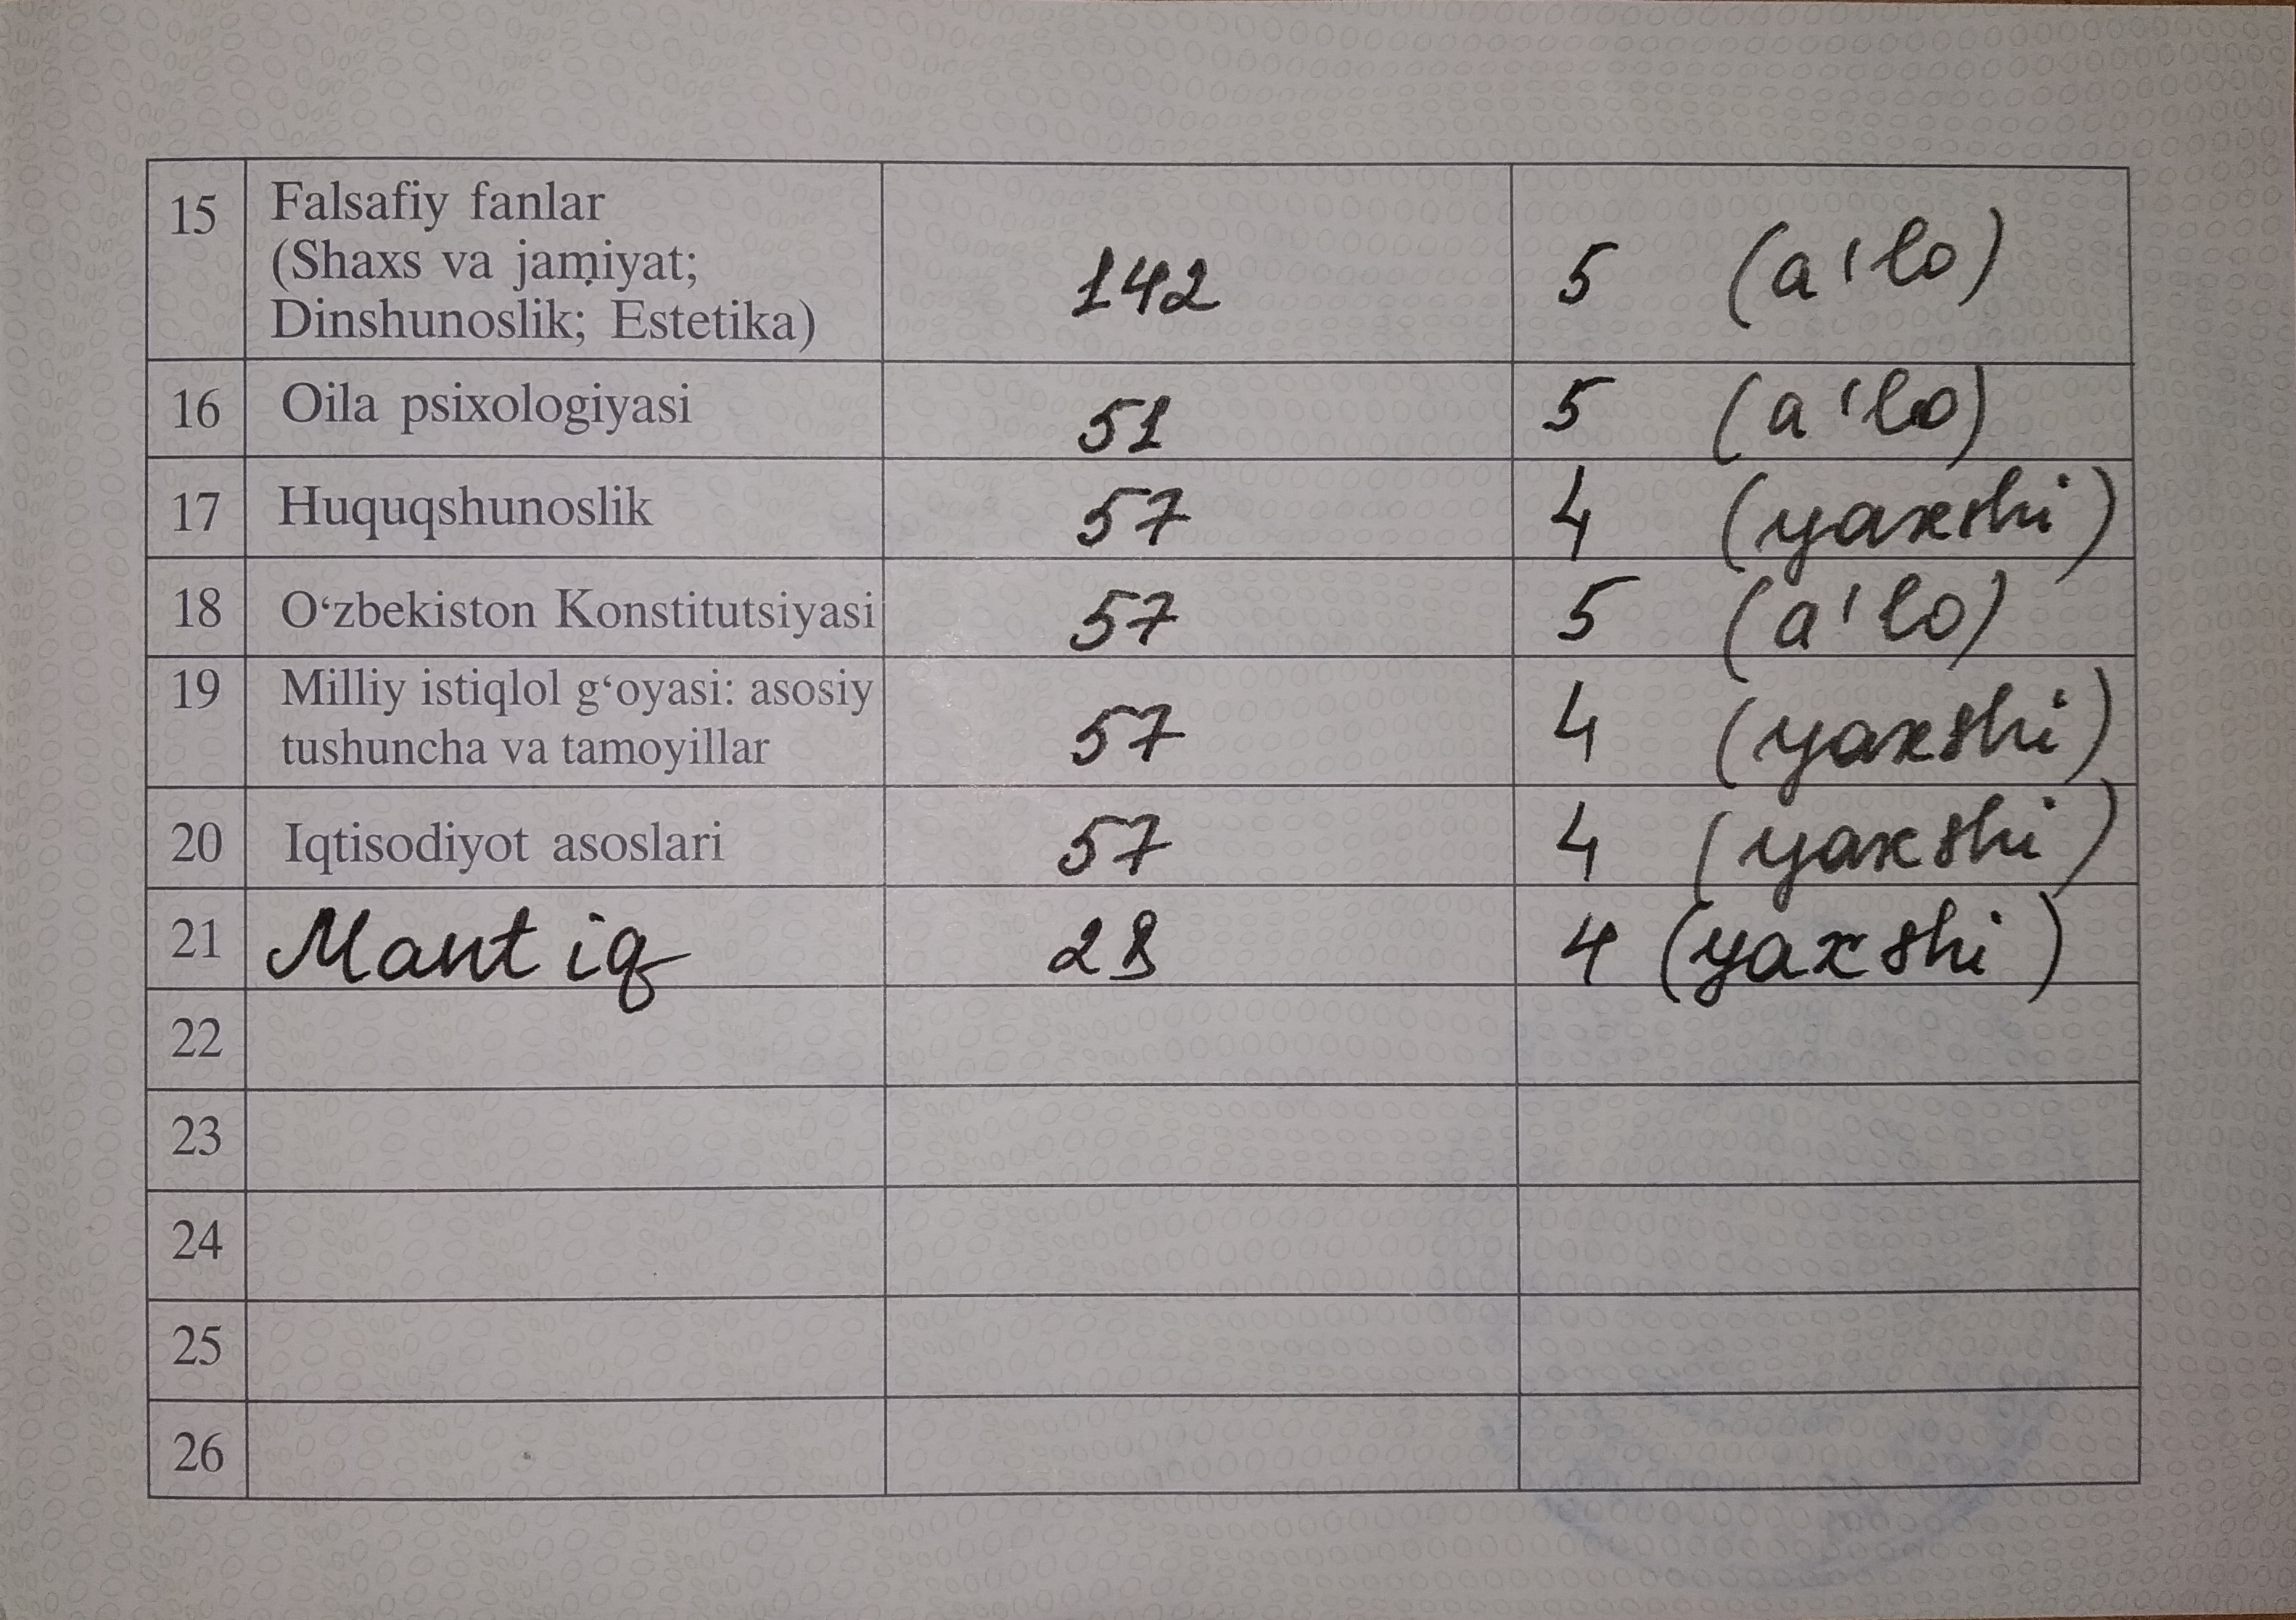 15 Falsafiy fanlar
(Shaxs va jamiyat;
Dinshunoslik; Estetika) 142 5 (a'lo)
16 Oila psixologiyasi 51 5 (a'lo)
17 Huquqshunoslik 57 4 (yaxshi)
18 O‘zbekiston Konstitutsiyasi 57 5 (a'lo)
19 Milliy istiqlol g‘oyasi: asosiy
tushuncha va tamoyillar 57 4 (yaxshi)
20 Iqtisodiyot asoslari 57 4 (yaxshi)
21 Mantiq 28 4 (yaxshi)
22
23
24
25
26